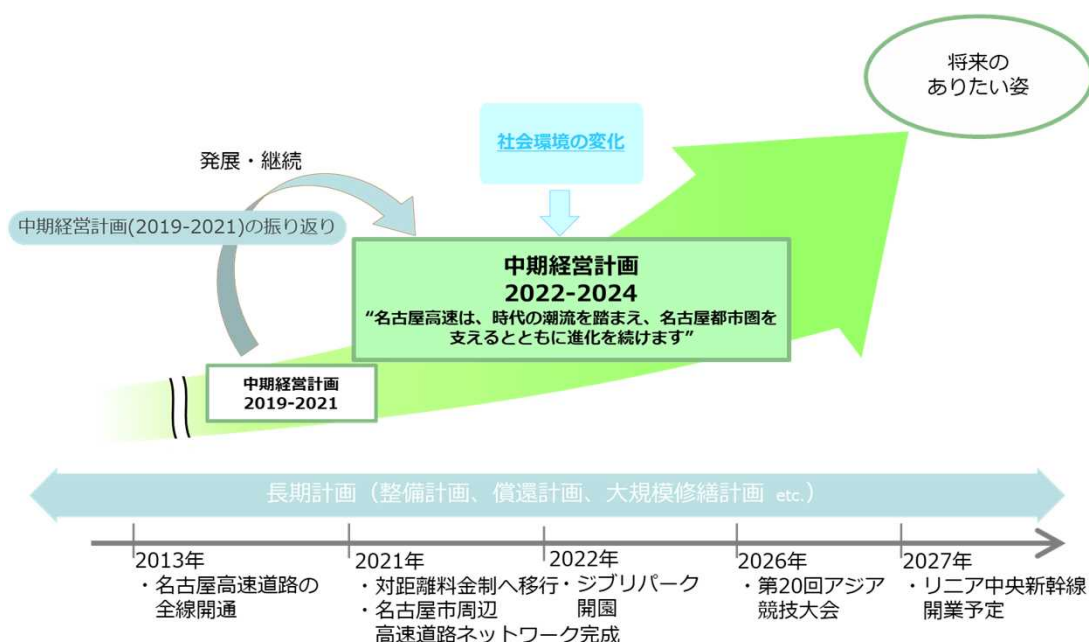 将来の
ありたい姿
社会環境の変化
発展・継続
中期経営計画(2019-2021)の振り返り
中期経営計画
2022-2024
“名古屋高速は、時代の潮流を踏まえ、名古屋都市圏を
支えるとともに進化を続けます”
中期経営計画
2019-2021
長期計画（整備計画、償還計画、大規模修繕計画 etc.）
2013年
・名古屋高速道路の
全線開通
2021年
・対距離料金制へ移行
・名古屋市周辺
高速道路ネットワーク完成
2022年
・ジブリパーク
開園
2026年
・第20回アジア
競技大会
2027年
・リニア中央新幹線
開業予定